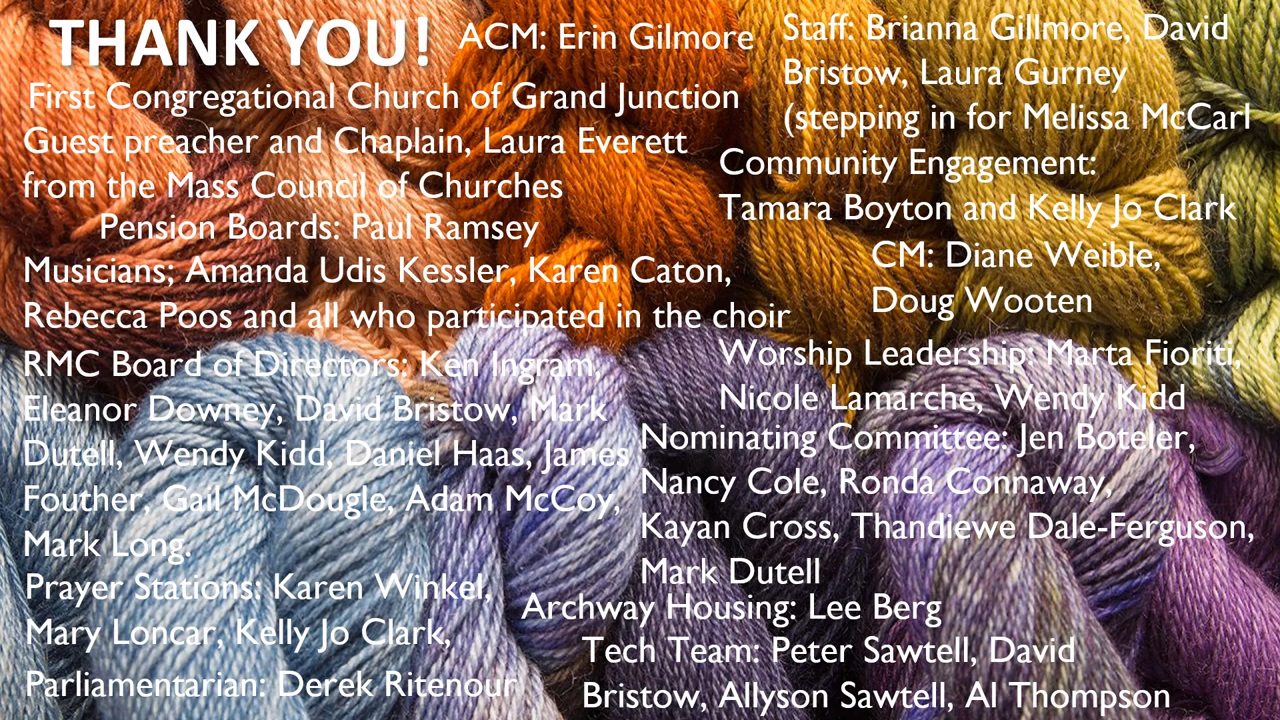 THANK YOU!
ACM: Erin Gilmore
First Congregational Church of Grand Junction
Guest preacher and Chaplain, Laura Everett
from the Mass Council of Churches
Pension Boards: Paul Ramsey
Musicians; Amanda Udis Kessler, Karen Caton,
Rebecca Poos and all who participated in the choir
RMC Board of Directors: Ken Ingram,
Eleanor Downey, David Bristow, Mark
Dutell, Wendy Kidd, Daniel Haas, James
Fouther, Gail McDougle, Adam McCoy,
Mark Long.
Prayer Stations: Karen Winkel,
Mary Loncar, Kelly Jo Clark,
Parliamentarian: Derek Ritenour
Staff: Brianna Gillmore, David
Bristow, Laura Gurney
(stepping in for Melissa McCarl
Community Engagement:
Tamara Boyton and Kelly Jo Clark
CM: Diane Weible,
Doug Wooten
Worship Leadership: Marta Fioriti,
Nicole Lamarche, Wendy Kidd
Nominating Committee: Jen Boteler,
Nancy Cole, Ronda Connaway,
Kayan Cross, Thandiewe Dale-Ferguson,
Mark Dutell
Archway Housing: Lee Berg
Tech Team: Peter Sawtell, David
Bristow, Allyson Sawtell, Al Thompson